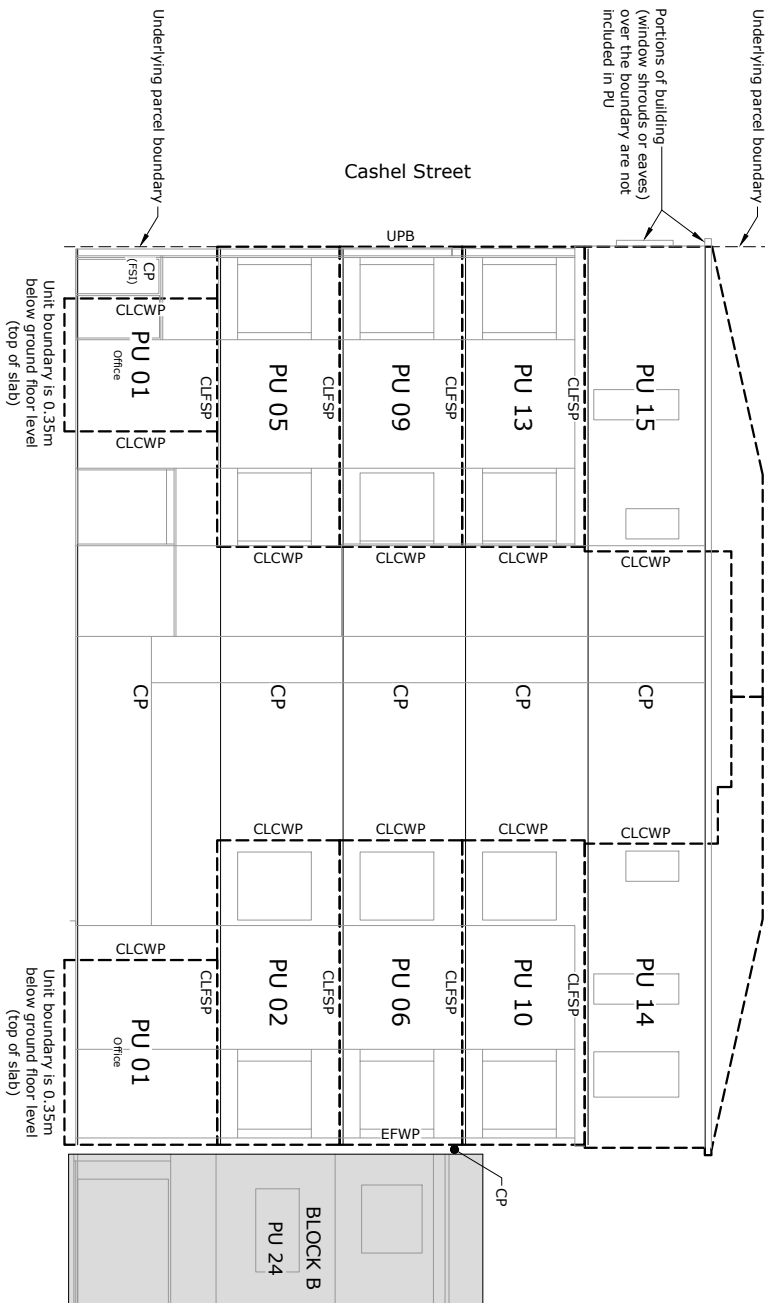 Underlying parcel boundary
Portions of building
(window shrouds or eaves)
over the boundary are not
included in PU
PU 15
CLCWP
CP
CLCWP
PU 14
CLFSP
CLFSP
PU 13
CLCWP
CP
CLCWP
PU 10
CP
CLFSP
CLFSP
Cashel Street
UPB
PU 09
CLCWP
CP
CLCWP
PU 06
EFWP
CLFSP
CLFSP
PU 05
CLCWP
CP
CLCWP
PU 02
BLOCK B
PU 24
CLFSP
CLFSP
Underlying parcel boundary
CP
(FSI)
CLCWP
PU 01
Office
CLCWP
CP
CLCWP
PU 01
Office
Unit boundary is 0.35m
below ground floor level
(top of slab)
Unit boundary is 0.35m
below ground floor level
(top of slab)